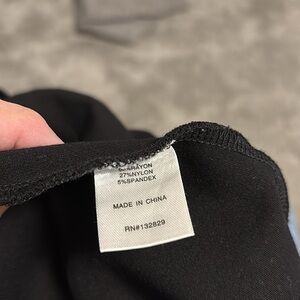 RAYON
27%NYLON
5%SPANDEX
MADE IN CHINA
RN#132829